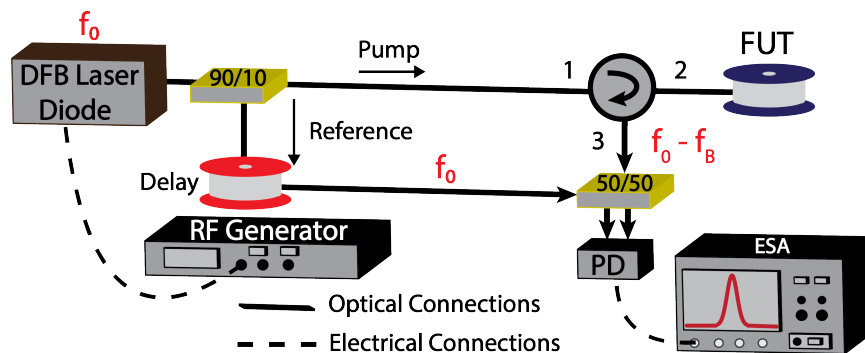 f0
DFB Laser
Diode
90/10
Pump
1
2
FUT
Reference
3
f0 - fB
Delay
f0
50/50
RF Generator
PD
ESA
Optical Connections
Electrical Connections